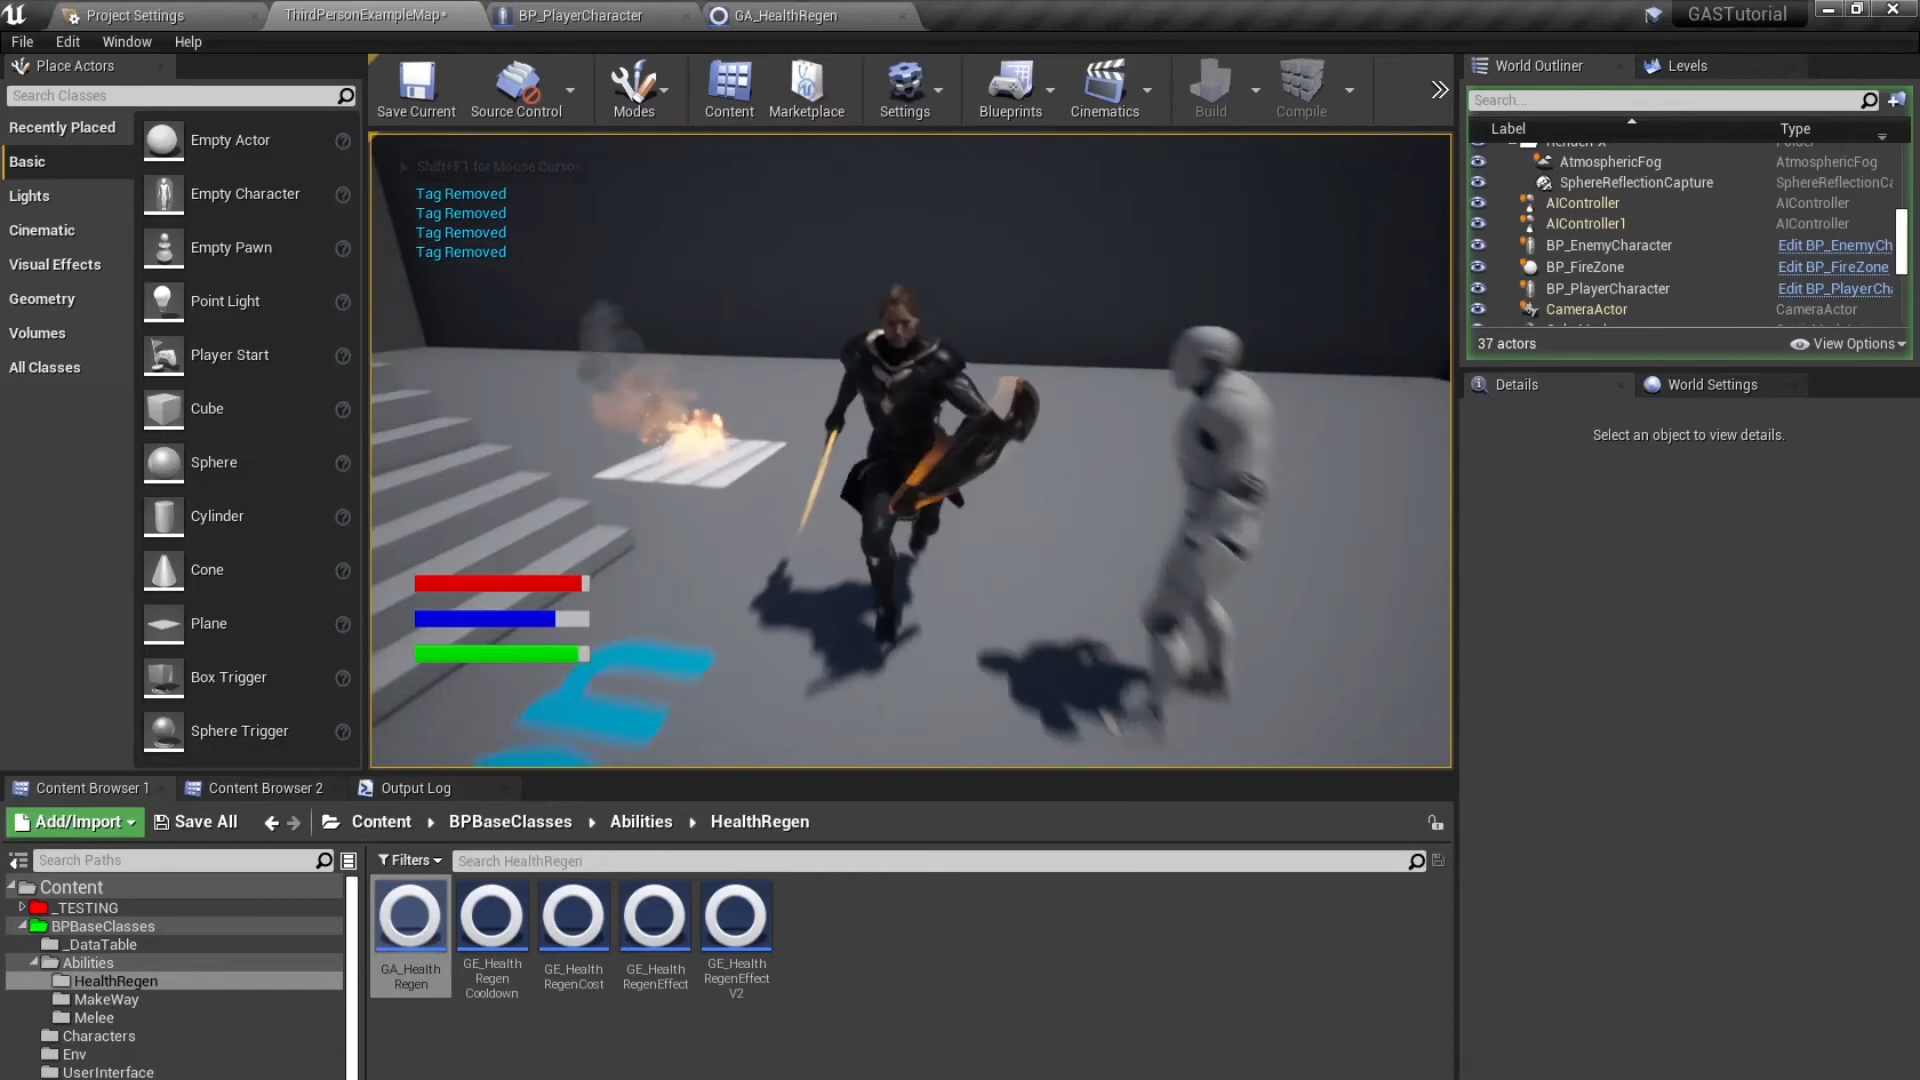 Project Settings
ThirdPersonExampleMap*
BP_PlayerCharacter
GA_HealthRegen
GASTutorial
File Edit Window Help
Place Actors
Search Classes
Recently Placed
Basic
Lights
Cinematic
Visual Effects
Geometry
Volumes
All Classes
Empty Actor
Empty Character
Empty Pawn
Point Light
Player Start
Cube
Sphere
Cylinder
Cone
Plane
Box Trigger
Sphere Trigger
Save Current
Source Control
Modes
Content
Marketplace
Settings
Blueprints
Cinematics
Build
Compile
Shift+F1 for Mouse Curso
Tag Removed
Tag Removed
Tag Removed
Tag Removed
World Outliner
Levels
Search...
Label Type
AtmosphericFog AtmosphericFog
SphereReflectionCapture SphereReflectionCa
AIController AIController
AIController1 AIController
BP_EnemyCharacter Edit BP_EnemyCh
BP_FireZone Edit BP_FireZone
BP_PlayerCharacter Edit BP_PlayerCha
CameraActor CameraActor
37 actors
View Options
Details
World Settings
Select an object to view details.
Content Browser 1
Content Browser 2
Output Log
Add/Import
Save All
Content
BPBaseClasses
Abilities
HealthRegen
Search Paths
Filters
Search HealthRegen
Content
_TESTING
BPBaseClasses
_DataTable
Abilities
HealthRegen
MakeWay
Melee
Characters
Env
UserInterface
GA_Health
Regen
GE_Health
Regen
Cooldown
GE_Health
RegenCost
GE_Health
RegenEffect
GE_Health
RegenEffect
V2